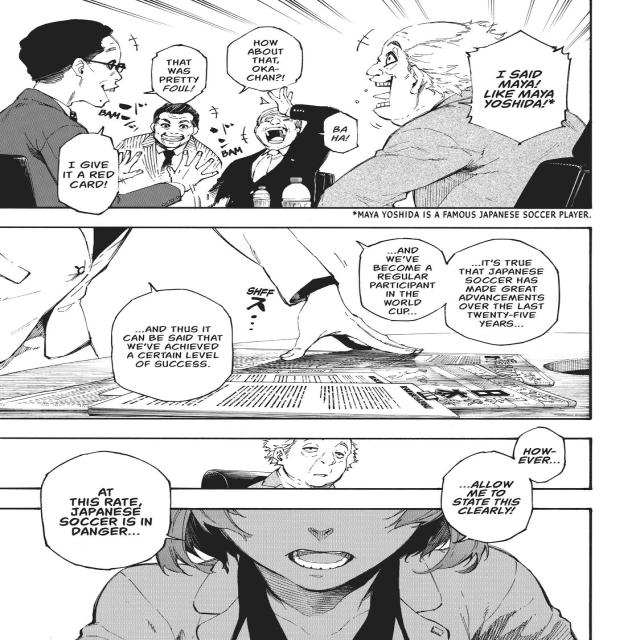 I SAID
MAYA!
LIKE MAYA
YOSHIDA!*
HOW
ABOUT
THAT,
OKA-
CHAN?!
THAT
WAS
PRETTY
FOUL!
BAM
BAM
BA
HA!
I GIVE
IT A RED
CARD!
*MAYA YOSHIDA IS A FAMOUS JAPANESE SOCCER PLAYER.
...IT'S TRUE
THAT JAPANESE
SOCCER HAS
MADE GREAT
ADVANCEMENTS
OVER THE LAST
TWENTY-FIVE
YEARS...
...AND
WE'VE
BECOME A
REGULAR
PARTICIPANT
IN THE
WORLD
CUP...
SHFF
ス
...AND THUS IT
CAN BE SAID THAT
WE'VE ACHIEVED
A CERTAIN LEVEL
OF SUCCESS.
HOW-
EVER...
...ALLOW
ME TO
STATE THIS
CLEARLY!
AT
THIS RATE,
JAPANESE
SOCCER IS IN
DANGER...